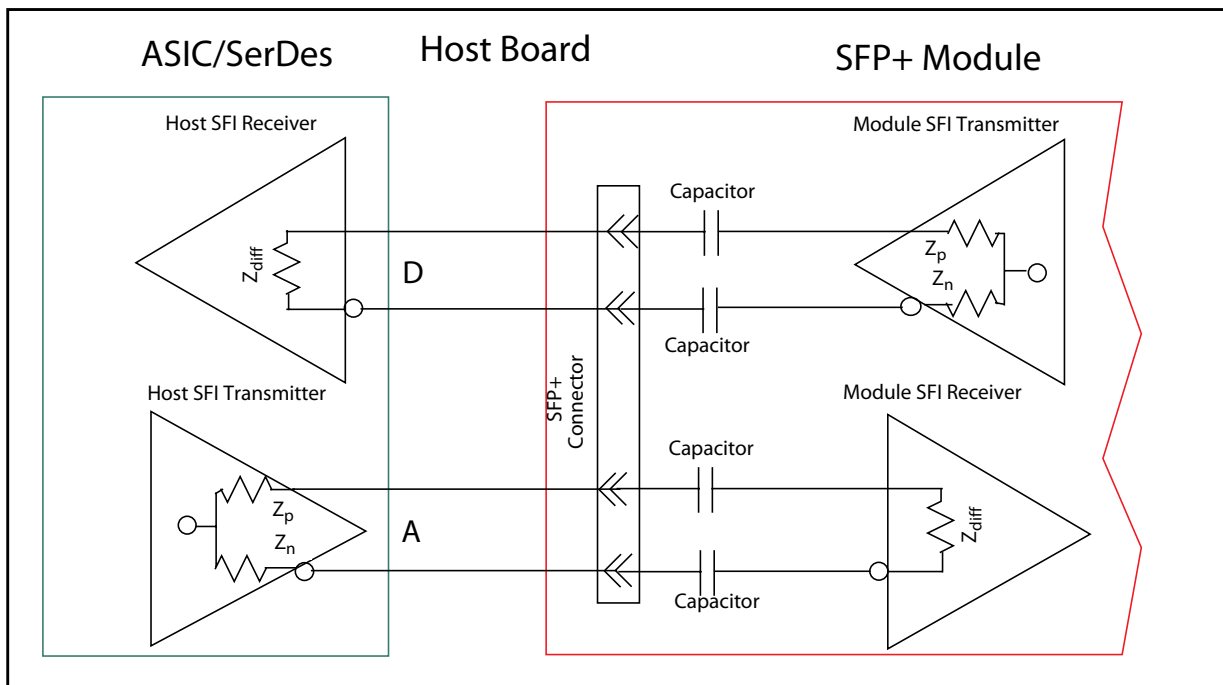 ASIC/SerDes
Host Board
SFP+ Module
Host SFI Receiver
Module SFI Transmitter
Capacitor
Zdiff
D
Zp
Zn
Capacitor
SFP+
Connector
Host SFI Transmitter
Module SFI Receiver
Capacitor
Zp
Zn
A
Zdiff
Capacitor